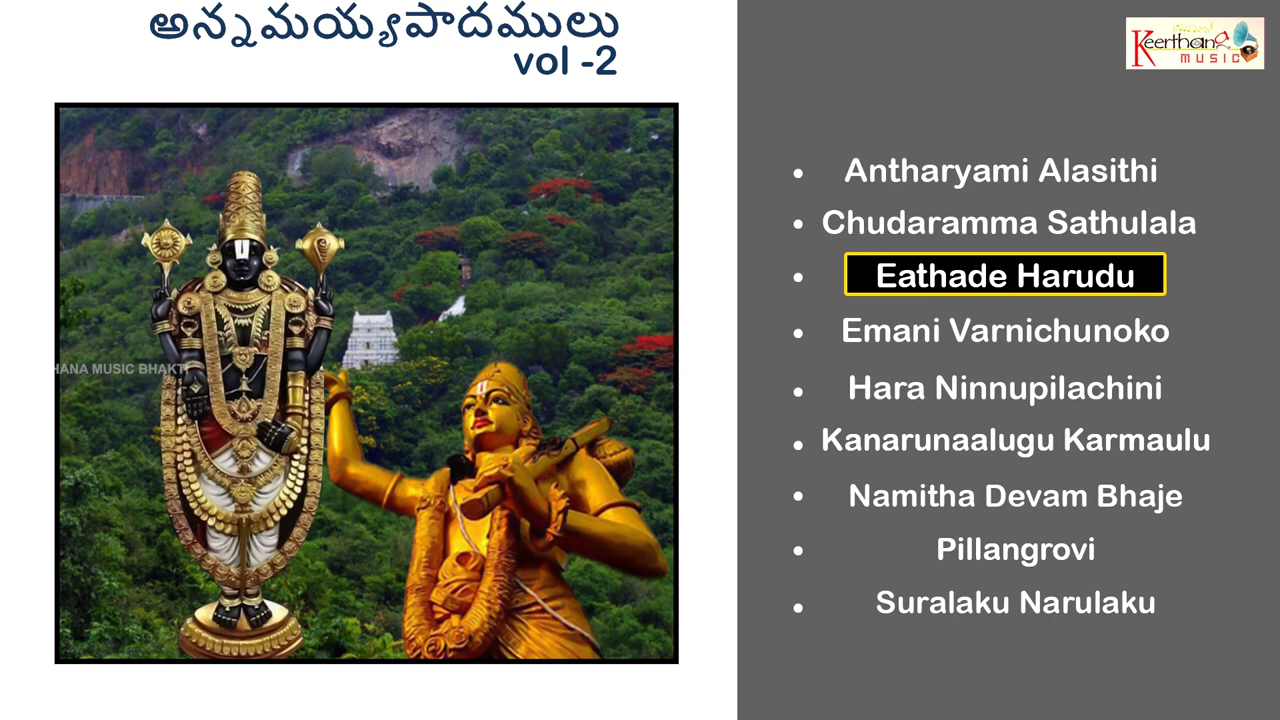 అన్నమయ్యపాదములు
vol -2
Keerthana
MUSIC
HANA MUSIC BHAKTI
Antharyami Alasithi
Chudaramma Sathulala
Eathade Harudu
Emani Varnichunoko
Hara Ninnupilachini
Kanarunaalugu Karmaulu
Namitha Devam Bhaje
Pillangrovi
Suralaku Narulaku